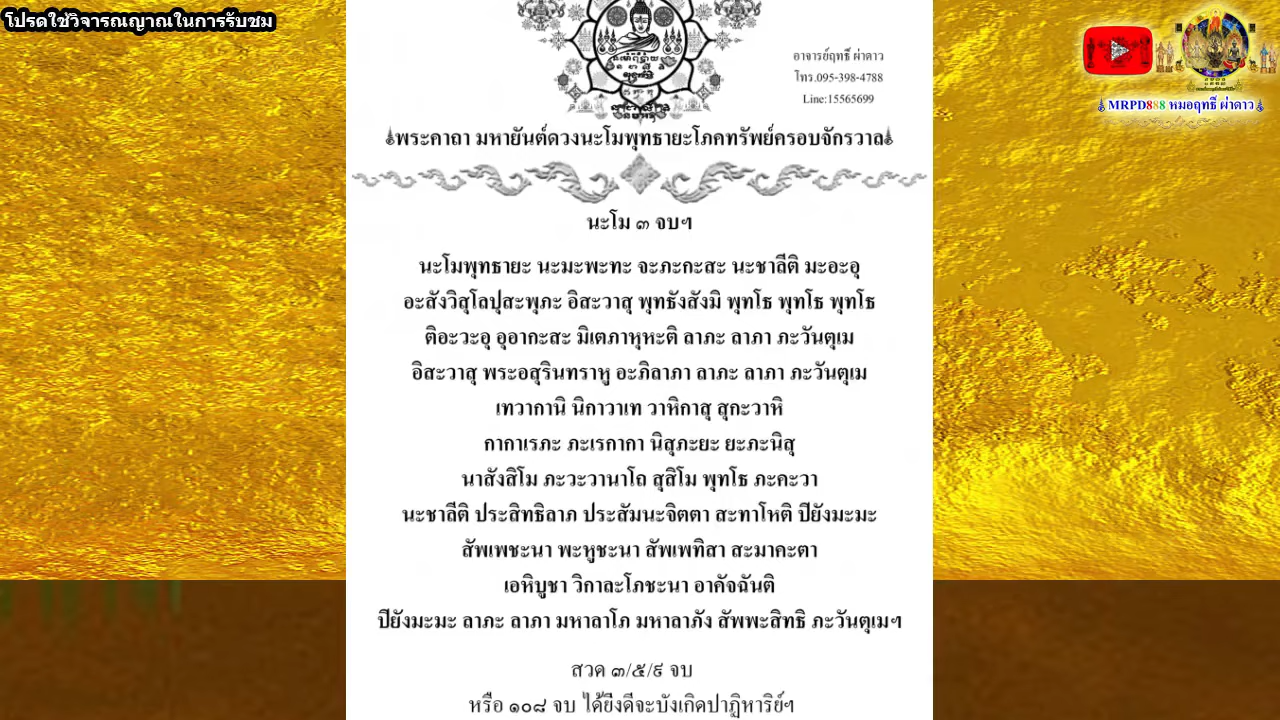 โปรดใช้วิจารณญาณในการรับชม
อาจารย์ฤทธิ์ ผ่าดาว
โทร.095-398-4788
Line:15565699
MRPD888 หมอฤทธิ์ ผ่าดาว
พระคาถา มหายันต์ดวงนะโมพุทธายะโภคทรัพย์ครอบจักรวาล
นะโม ๓ จบฯ
นะโมพุทธายะ นะมะพะทะ จะภะกะสะ นะชาลีติ มะอะอุ
อะสังวิสุโลปุสะพุภะ อิสะวาสุ พุทธังสังมิ พุทโธ พุทโธ พุทโธ
ติอะวะอุ อุอากะสะ มิเตภาหุหะติ ลาภะ ลาภา ภะวันตุเม
อิสะวาสุ พระอสุรินทราหู อะภิลาภา ลาภะ ลาภา ภะวันตุเม
เทวากานิ นิกาวาเท วาหิกาสุ สุกะวาหิ
กากาเรภะ ภะเรกากา นิสุภะยะ ยะภะนิสุ
นาสังสิโม ภะวะวานาโถ สุสิโม พุทโธ ภะคะวา
นะชาลีติ ประสิทธิลาภ ประสัมนะจิตตา สะทาโหติ ปิยังมะมะ
สัพเพชะนา พะหูชะนา สัพเพทิสา สะมาคะตา
เอหิบูชา วิกาละโภชะนา อาคัจฉันติ
ปิยังมะมะ ลาภะ ลาภา มหาลาโภ มหาลาภัง สัพพะสิทธิ ภะวันตุเมฯ
สวด ๓/๕/๙ จบ
หรือ ๑๐๘ จบ ได้ยิ่งดีจะบังเกิดปาฏิหาริย์ฯ